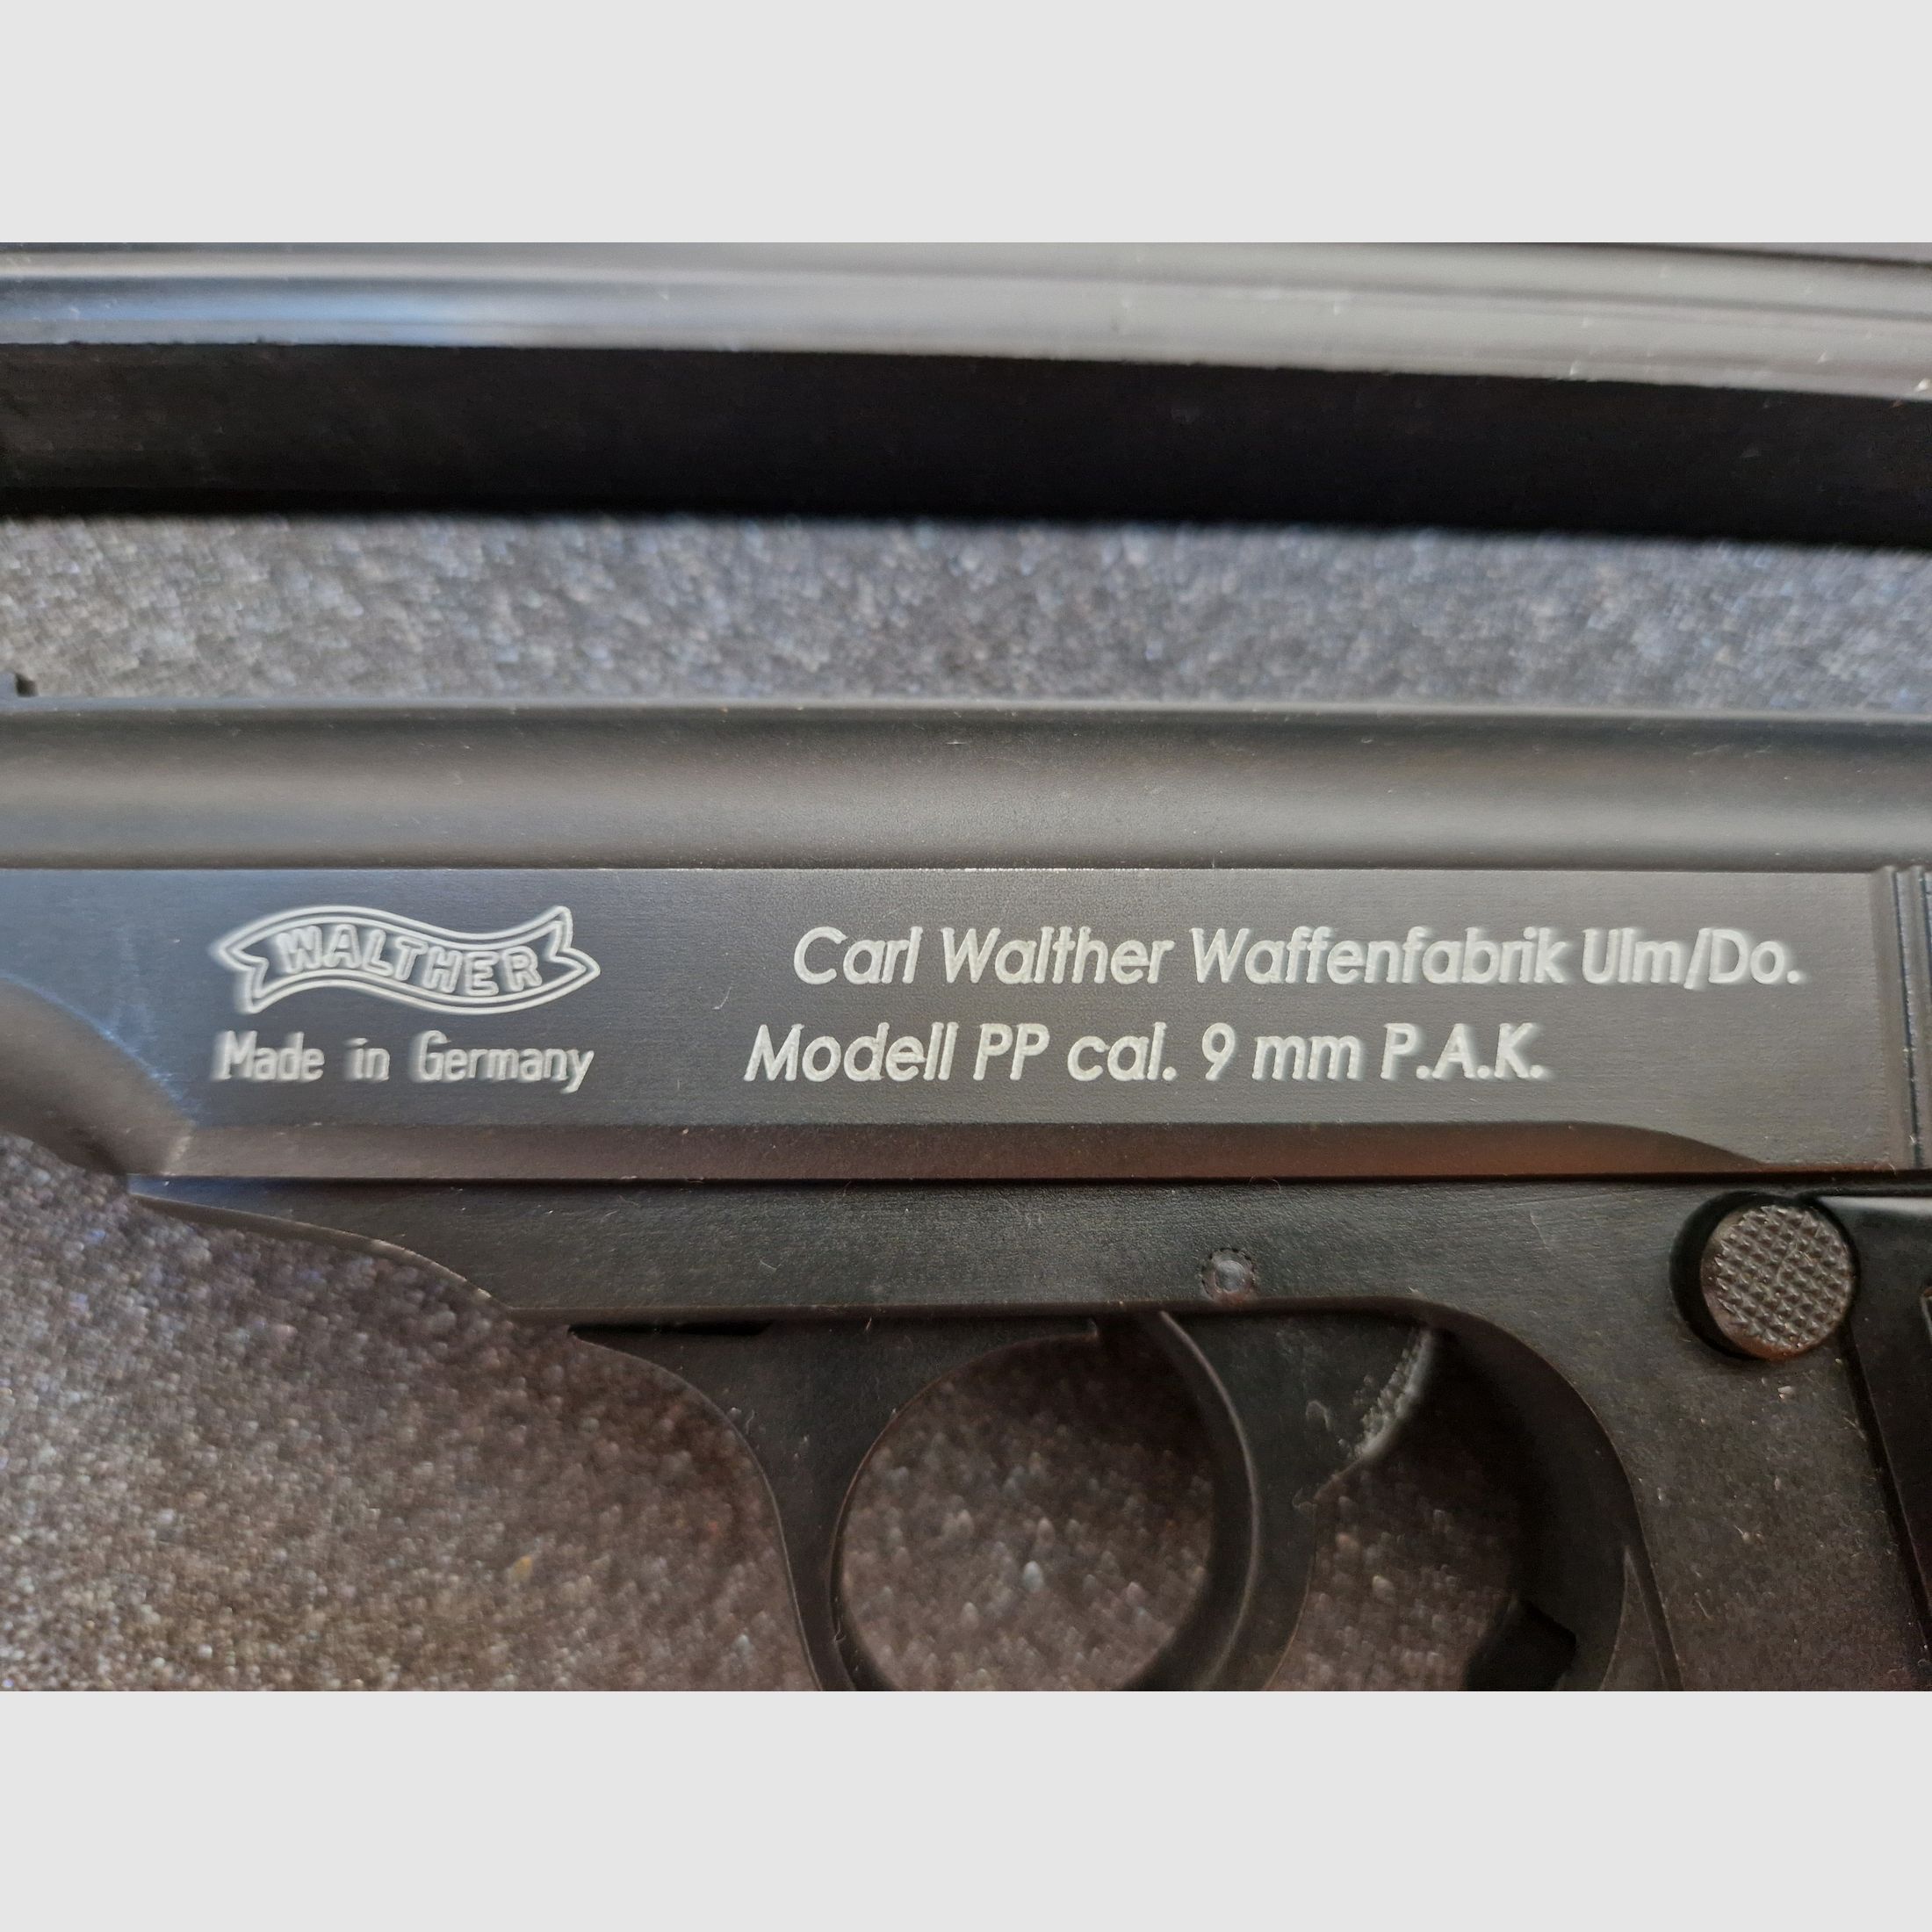 WALTHER
Made in Germany
Carl Walther Waffenfabrik Ulm/Do.
Modell PP cal. 9 mm P.A.K.